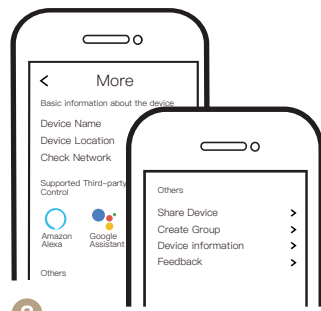 More
Basic information about the device
Device Name
Device Location
Check Network
Supported Third-party
Control
Amazon
Alexa
Google
Assistant
Others
Others
Share Device
Create Group
Device information
Feedback